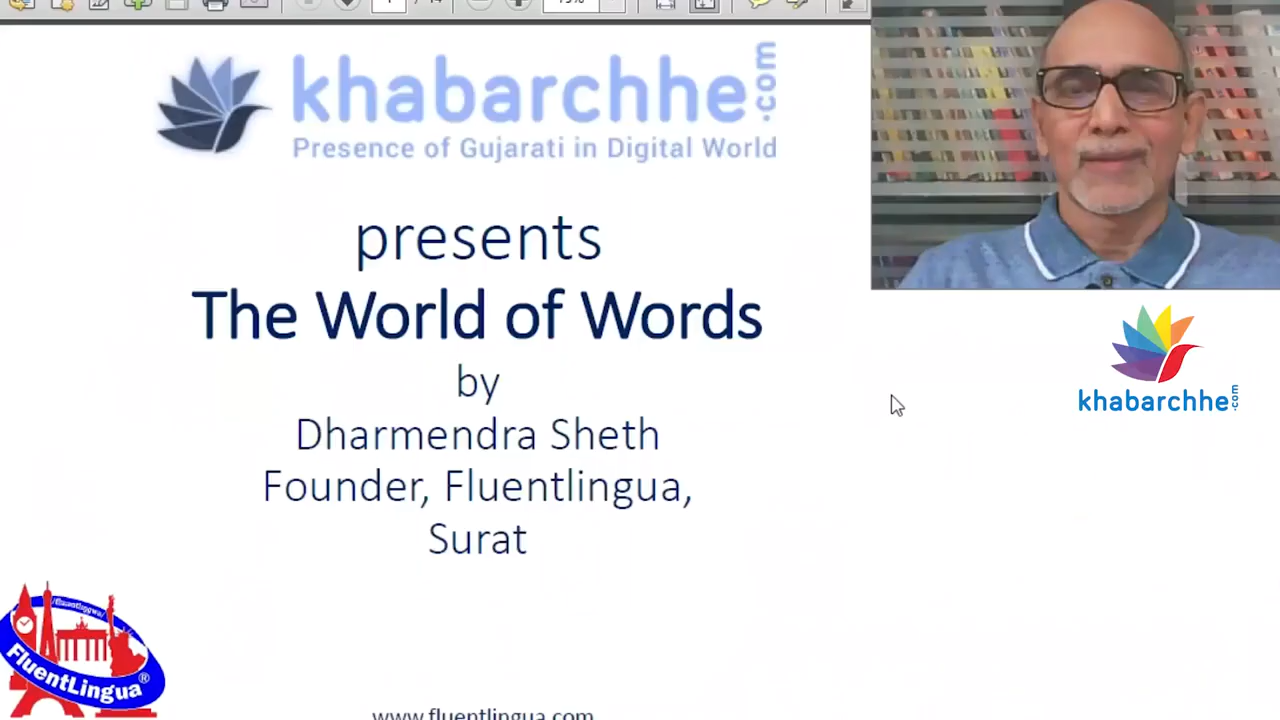 khabarchhe.com
Presence of Gujarati in Digital World
presents
The World of Words
by
Dharmendra Sheth
Founder, Fluentlingua,
Surat
khabarchhe.com
/fluentlingwa/
FluentLingua®
www.fluentlingua.com